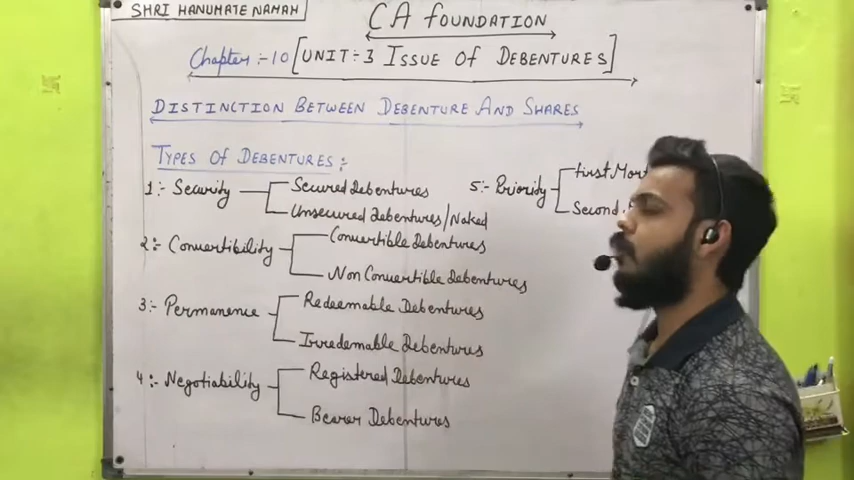 SHRI HANUMATE NAMAH
CA FOUNDATION
Chapter:-10 [UNIT:-3 ISSUE OF DEBENTURES]
DISTINCTION BETWEEN DEBENTURE AND SHARES
TYPES OF DEBENTURES:-
1:- Security
Secured Debentures
Unsecured Debentures/Naked
2:- Convertibility
Convertible Debentures
Non Convertible Debentures
3:- Permanence
Redeemable Debentures
Irredemable Debentures
4:- Negotiability
Registered Debentures
Bearer Debentures
5:- Priority
First
Second